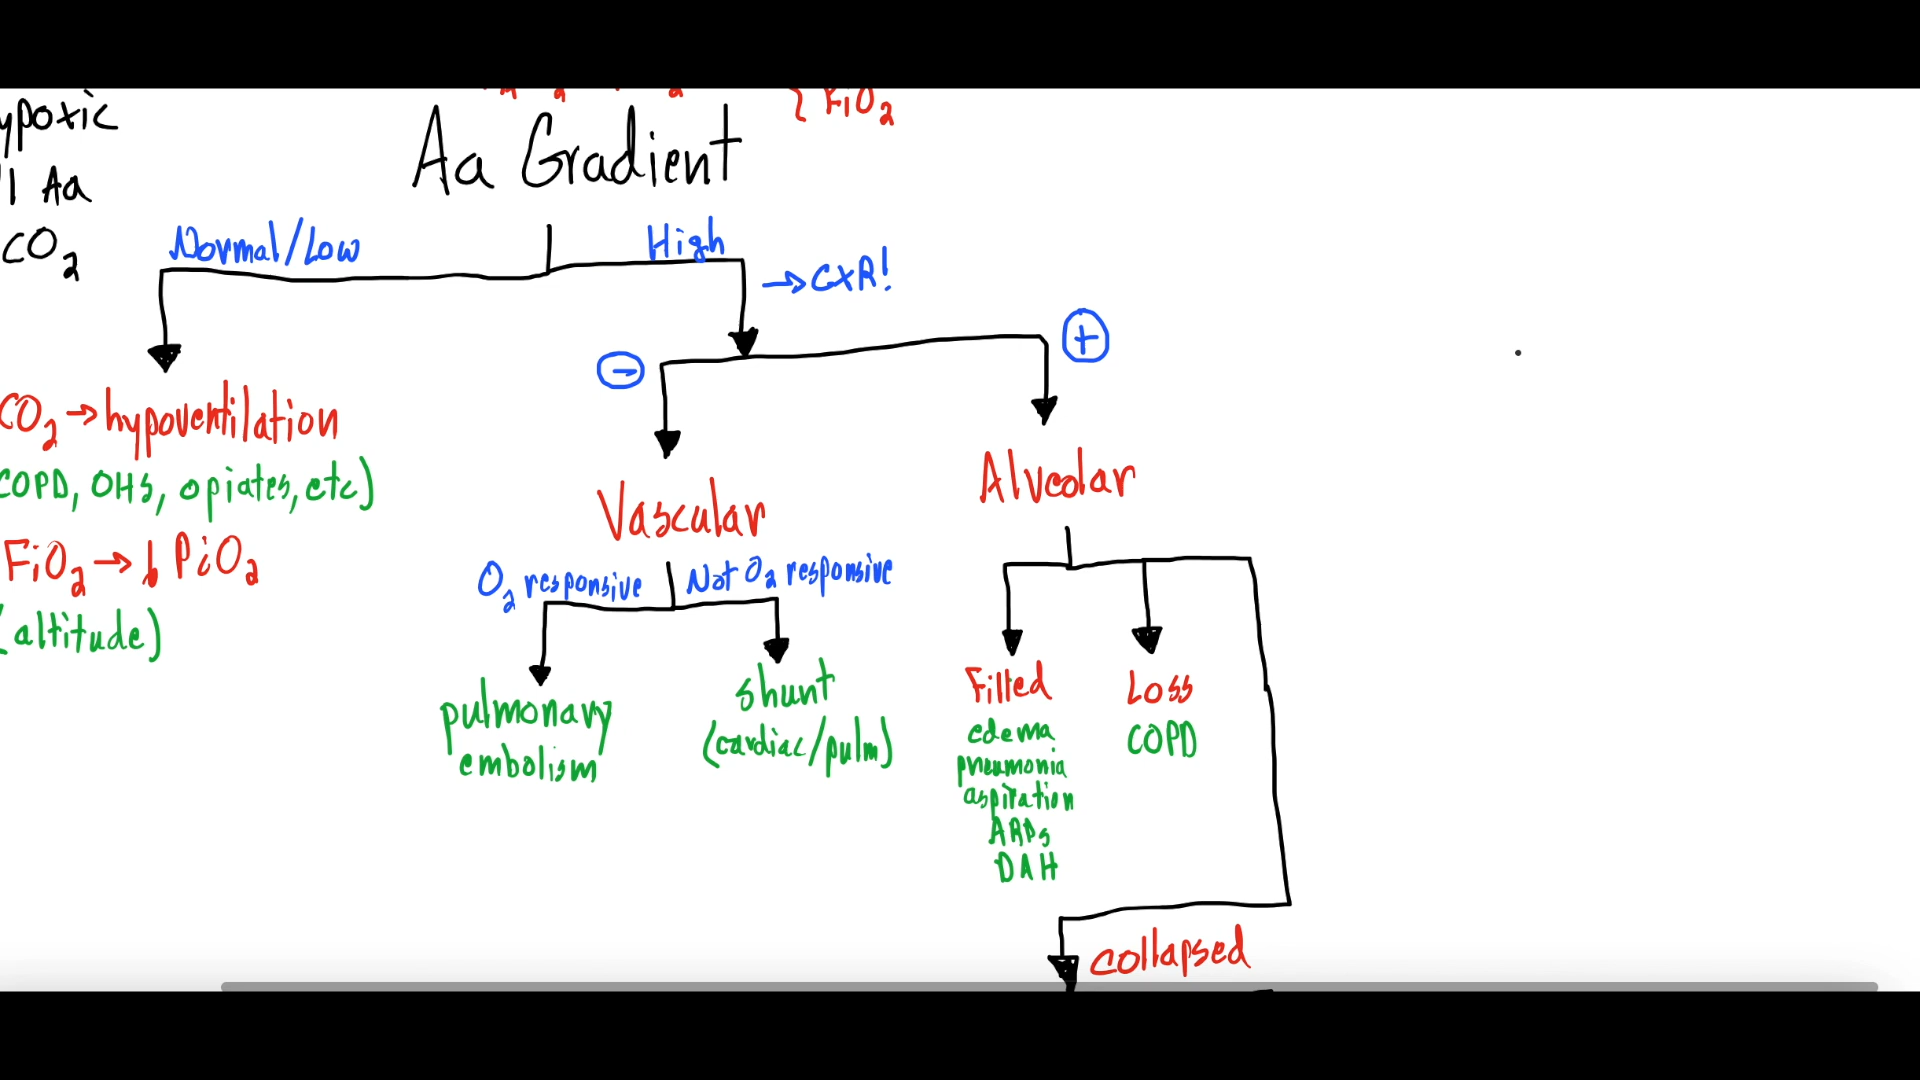 { FiO2
ypoxic
Aa Gradient
Aa
CO2
Normal/Low
High
→ CXR!
-
+
CO2 → hypoventilation
COPD, OHS, opiates, etc)
FiO2 → ↓ PiO2
(altitude)
Vascular
Alveolar
O2 responsive
Not O2 responsive
pulmonary
embolism
shunt
(cardiac/pulm)
Filled
edema
pneumonia
aspiration
ARDS
DAH
Loss
COPD
collapsed